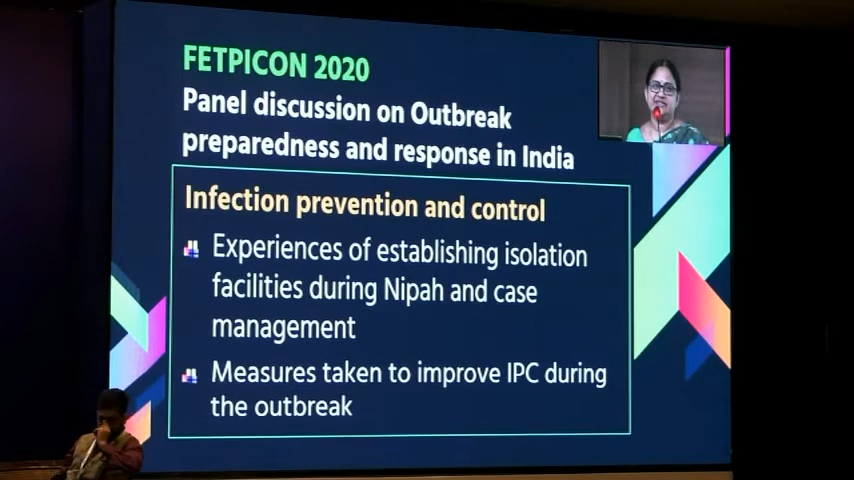 FETPICON 2020
Panel discussion on Outbreak
preparedness and response in India
Infection prevention and control
Experiences of establishing isolation
facilities during Nipah and case
management
Measures taken to improve IPC during
the outbreak